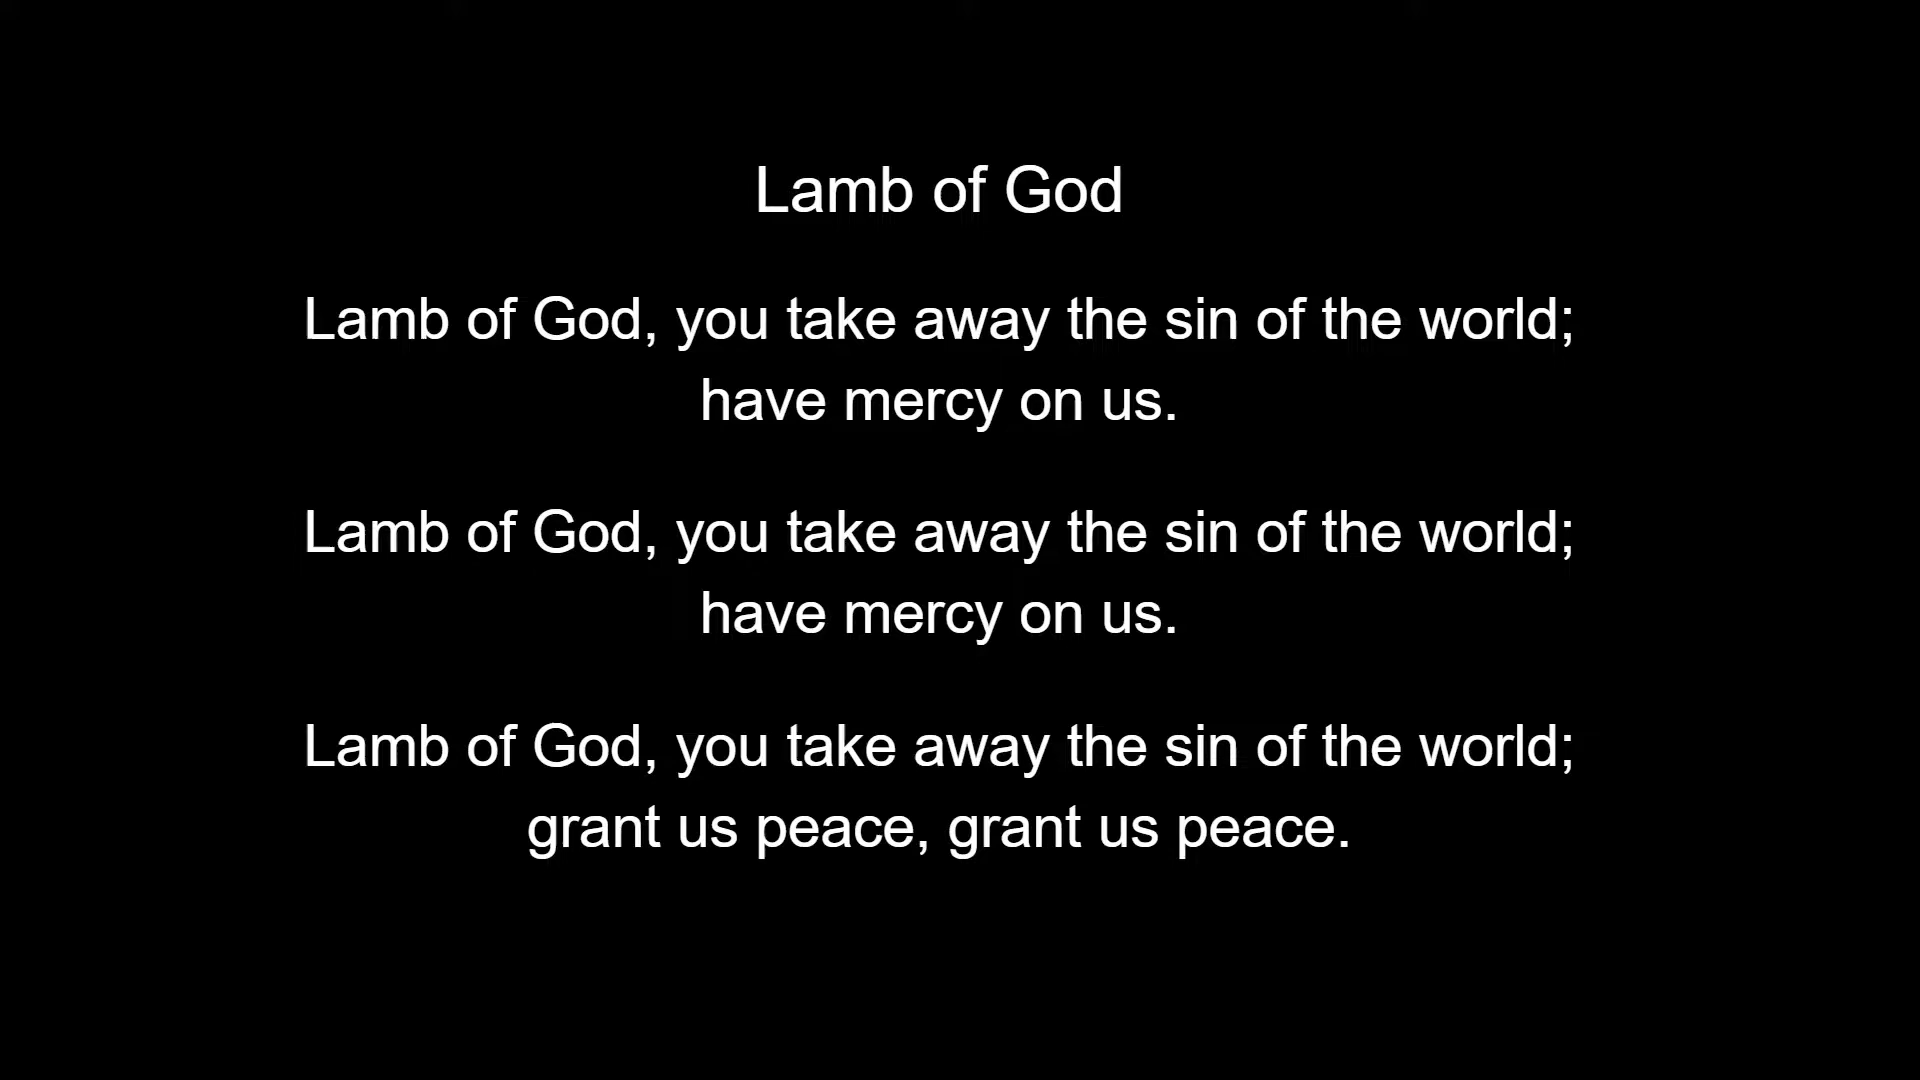 Lamb of God
Lamb of God, you take away the sin of the world;
have mercy on us.
Lamb of God, you take away the sin of the world;
have mercy on us.
Lamb of God, you take away the sin of the world;
grant us peace, grant us peace.